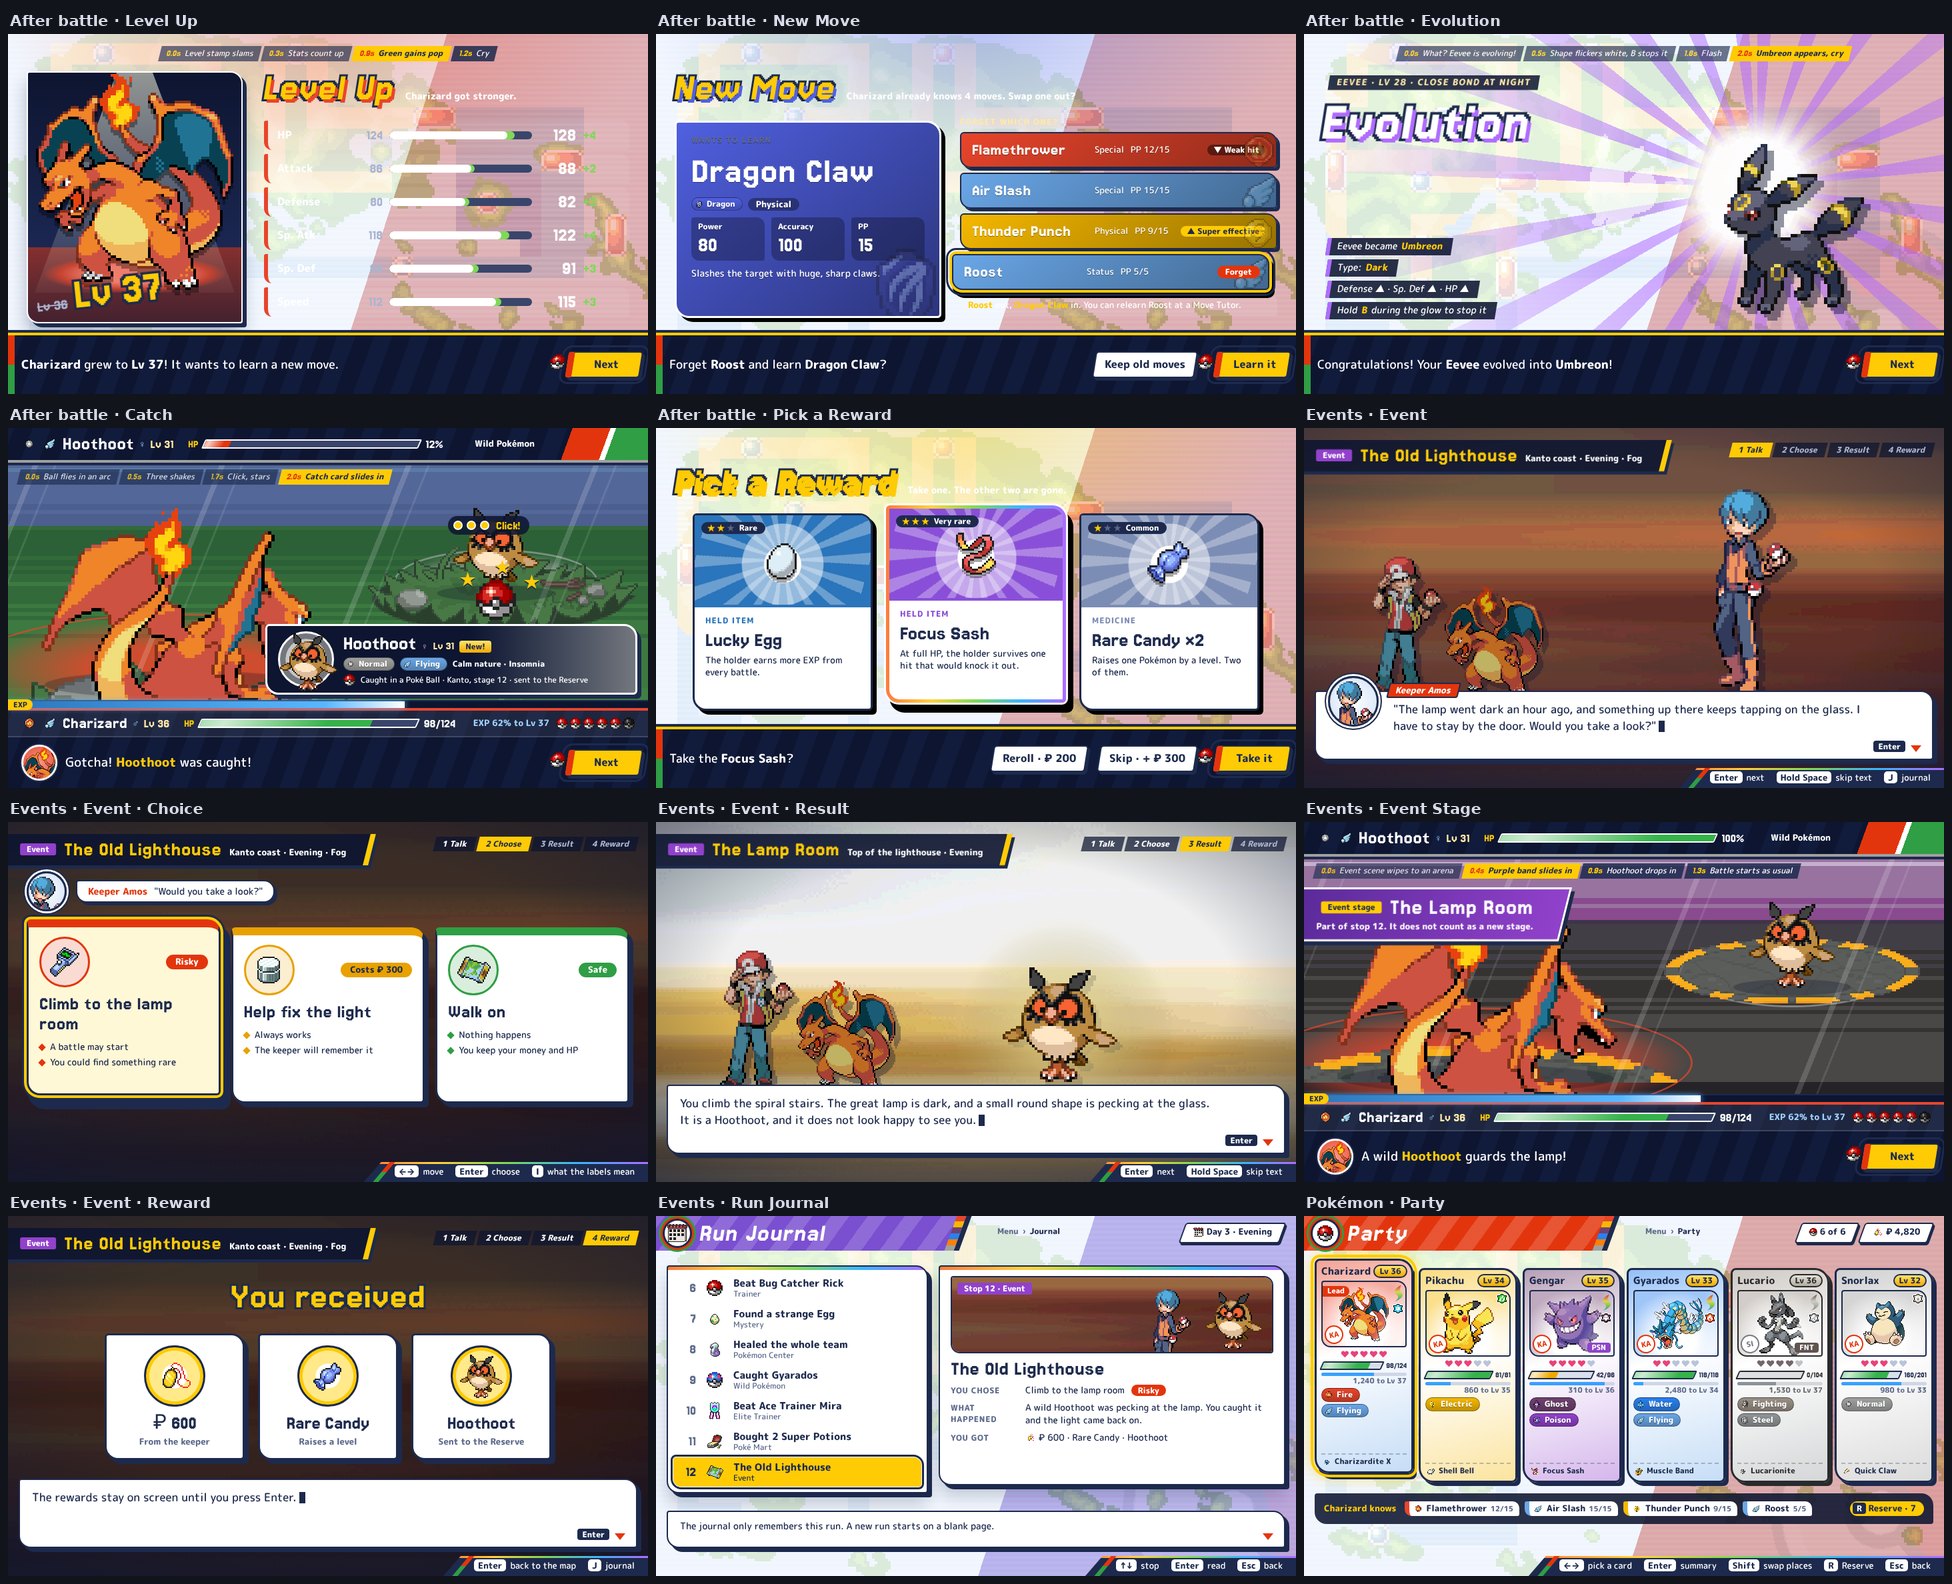 After battle · Level Up
0.0s Level stamp slams
0.3s Stats count up
0.8s Green gains pop
1.2s Cry
Level Up
Charizard got stronger.
HP 124 128 +4
Attack 86 88 +2
Defense 80 82
118 122
Sp. Def 91 +3
Speed 112 115 +3
Lv 36
Lv 37
Charizard grew to Lv 37! It wants to learn a new move.
Next
After battle · New Move
New Move
Charizard already knows 4 moves. Swap one out?
WANTS TO LEARN
Dragon Claw
Dragon
Physical
Power
80
Accuracy
100
PP
15
Slashes the target with huge, sharp claws.
Flamethrower Special PP 12/15 ▼ Weak hit
Air Slash Special PP 15/15
Thunder Punch Physical PP 9/15 ▲ Super effective
Roost Status PP 5/5 Forget
Roost Dragon Claw in. You can relearn Roost at a Move Tutor.
Forget Roost and learn Dragon Claw?
Keep old moves
Learn it
After battle · Evolution
0.0s What? Eevee is evolving!
0.5s Shape flickers white, B stops it
1.8s Flash
2.0s Umbreon appears, cry
EEVEE · LV 28 · CLOSE BOND AT NIGHT
Evolution
Eevee became Umbreon
Type: Dark
Defense ▲ · Sp. Def ▲ · HP ▲
Hold B during the glow to stop it
Congratulations! Your Eevee evolved into Umbreon!
Next
After battle · Catch
Hoothoot ♀ Lv 31 HP 12% Wild Pokémon
0.0s Ball flies in an arc
0.5s Three shakes
1.7s Click, stars
2.0s Catch card slides in
Click!
Hoothoot ♀ Lv 31 New!
Normal Flying Calm nature · Insomnia
Caught in a Poké Ball · Kanto, stage 12 · sent to the Reserve
EXP
Charizard ♂ Lv 36 HP 98/124 EXP 62% to Lv 37
Gotcha! Hoothoot was caught!
Next
After battle · Pick a Reward
Pick a Reward
Take one. The other two are gone.
★★★ Rare
HELD ITEM
Lucky Egg
The holder earns more EXP from
every battle.
★★★ Very rare
HELD ITEM
Focus Sash
At full HP, the holder survives one
hit that would knock it out.
★★★ Common
MEDICINE
Rare Candy ×2
Raises one Pokémon by a level. Two
of them.
Take the Focus Sash?
Reroll · ₽ 200
Skip · + ₽ 300
Take it
Events · Event
Event The Old Lighthouse Kanto coast · Evening · Fog
1 Talk 2 Choose 3 Result 4 Reward
Keeper Amos
"The lamp went dark an hour ago, and something up there keeps tapping on the glass. I
have to stay by the door. Would you take a look?"
Enter
Enter next Hold Space skip text J journal
Events · Event · Choice
Event The Old Lighthouse Kanto coast · Evening · Fog
1 Talk 2 Choose 3 Result 4 Reward
Keeper Amos "Would you take a look?"
Risky
Climb to the lamp
room
A battle may start
You could find something rare
Costs ₽ 300
Help fix the light
Always works
The keeper will remember it
Safe
Walk on
Nothing happens
You keep your money and HP
←→ move Enter choose I what the labels mean
Events · Event · Result
Event The Lamp Room Top of the lighthouse · Evening
1 Talk 2 Choose 3 Result 4 Reward
You climb the spiral stairs. The great lamp is dark, and a small round shape is pecking at the glass.
It is a Hoothoot, and it does not look happy to see you.
Enter
Enter next Hold Space skip text
Events · Event Stage
Hoothoot ♀ Lv 31 HP 100% Wild Pokémon
0.0s Event scene wipes to an arena
0.4s Purple band slides in
0.8s Hoothoot drops in
1.3s Battle starts as usual
Event stage The Lamp Room
Part of stop 12. It does not count as a new stage.
EXP
Charizard ♂ Lv 36 HP 98/124 EXP 62% to Lv 37
A wild Hoothoot guards the lamp!
Next
Events · Event · Reward
Event The Old Lighthouse Kanto coast · Evening · Fog
1 Talk 2 Choose 3 Result 4 Reward
You received
₽ 600
From the keeper
Rare Candy
Raises a level
Hoothoot
Sent to the Reserve
The rewards stay on screen until you press Enter.
Enter
Enter back to the map J journal
Events · Run Journal
Run Journal
Menu › Journal
Day 3 · Evening
6 Beat Bug Catcher Rick
Trainer
7 Found a strange Egg
Mystery
8 Healed the whole team
Pokémon Center
9 Caught Gyarados
Wild Pokémon
10 Beat Ace Trainer Mira
Elite Trainer
11 Bought 2 Super Potions
Poké Mart
12 The Old Lighthouse
Event
Stop 12 · Event
The Old Lighthouse
YOU CHOSE Climb to the lamp room Risky
WHAT HAPPENED A wild Hoothoot was pecking at the lamp. You caught it
and the light came back on.
YOU GOT ₽ 600 · Rare Candy · Hoothoot
The journal only remembers this run. A new run starts on a blank page.
↑↓ stop Enter read Esc back
Pokémon · Party
Party
Menu › Party
6 of 6
₽ 4,820
Charizard Lv 36
Lead
KA
98/124
1,240 to Lv 37
Fire
Flying
Charizardite X
Pikachu Lv 34
KA
81/81
860 to Lv 35
Electric
Shell Bell
Gengar Lv 35
KA
PSN
42/98
310 to Lv 36
Ghost
Poison
Focus Sash
Gyarados Lv 33
KA
118/118
2,480 to Lv 34
Water
Flying
Muscle Band
Lucario Lv 36
SI
FNT
0/104
1,530 to Lv 37
Fighting
Steel
Lucarionite
Snorlax Lv 32
KA
160/201
980 to Lv 33
Normal
Quick Claw
Charizard knows
Flamethrower 12/15
Air Slash 15/15
Thunder Punch 9/15
Roost 5/5
R Reserve · 7
←→ pick a card Enter summary Shift swap places R Reserve Esc back